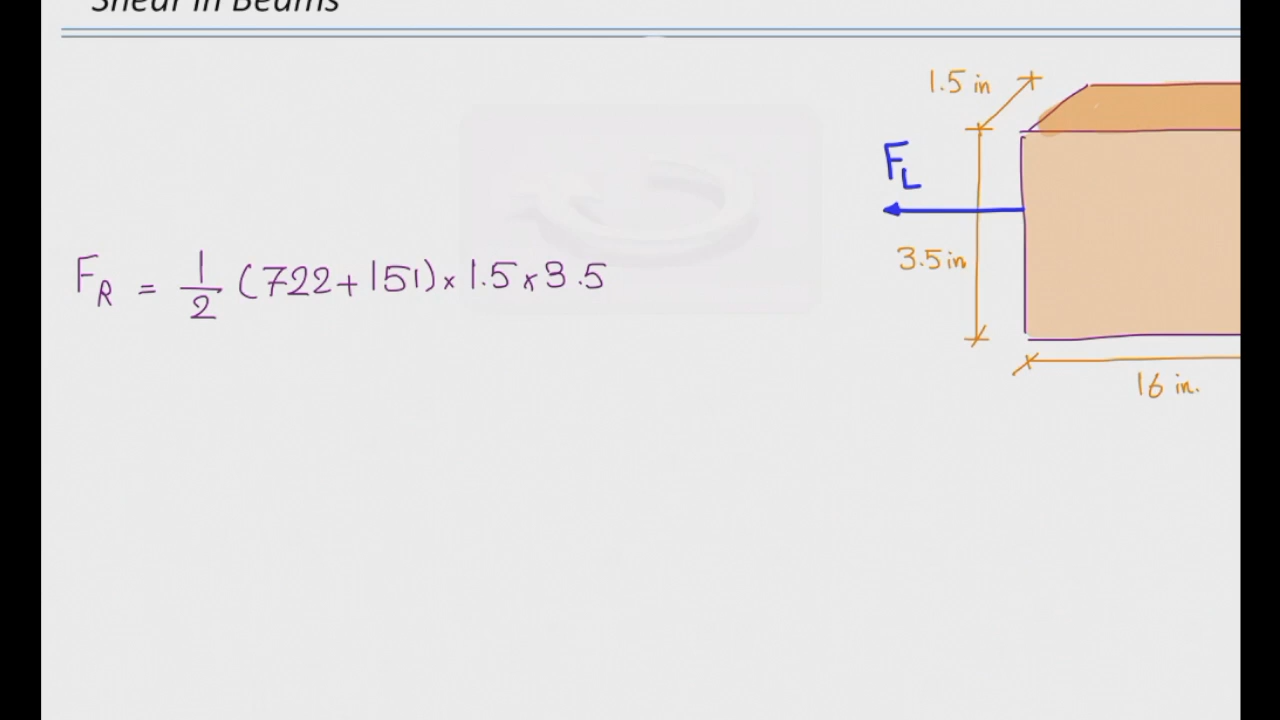 Shear in Beams
1.5 in
F_L
3.5 in
F_R = 1/2 (722+151) × 1.5 × 3.5
16 in.